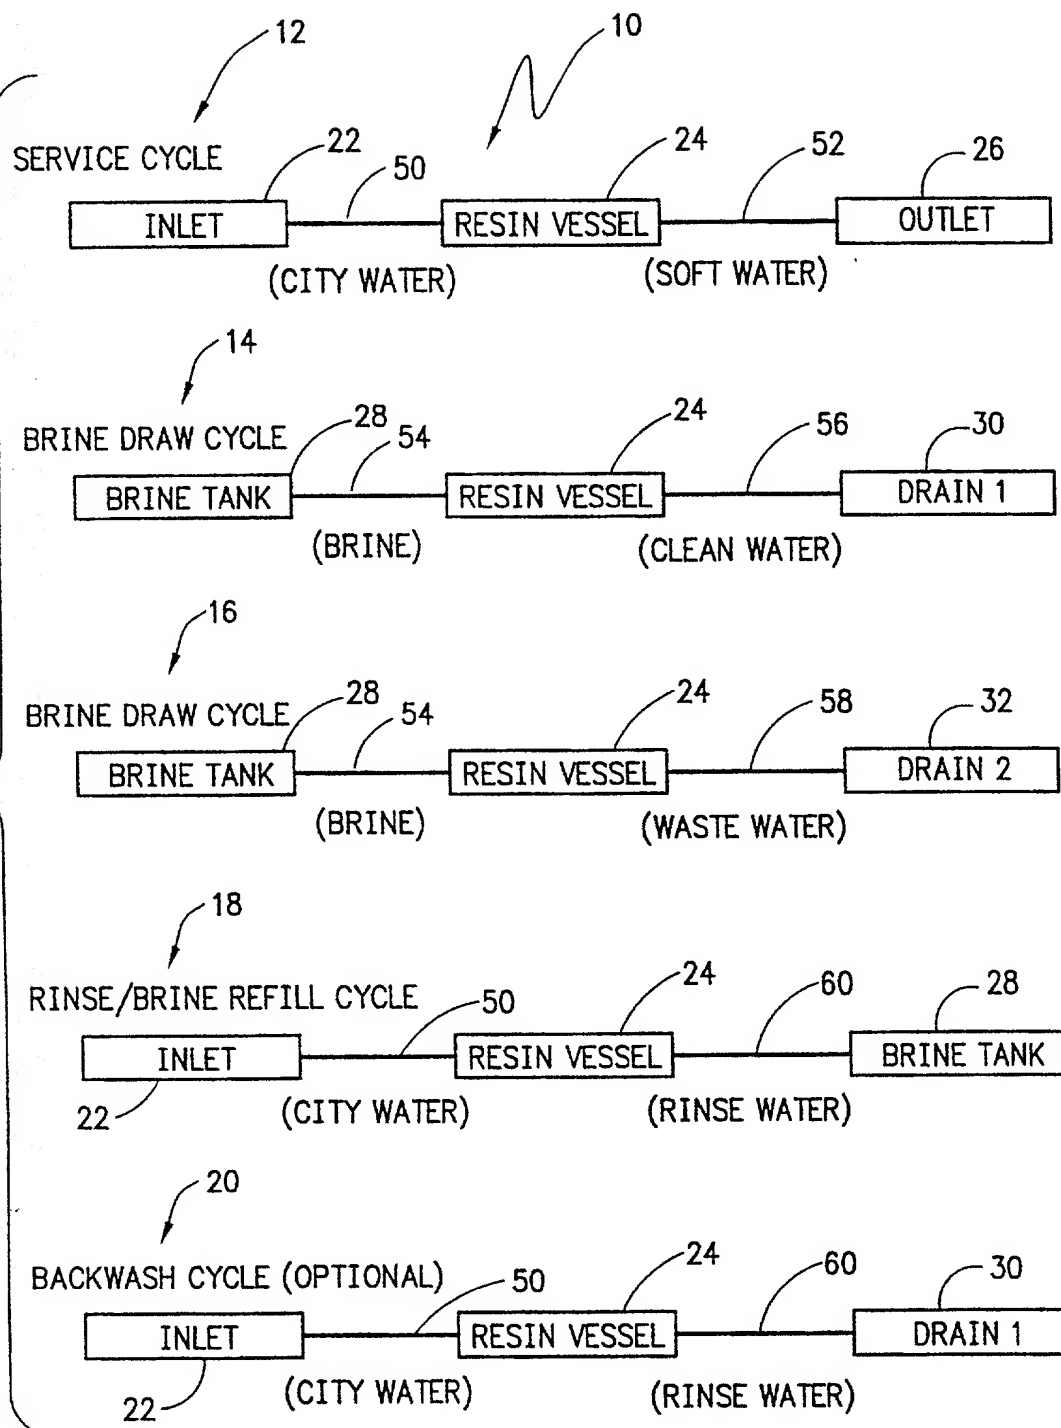 12
10
SERVICE CYCLE
22
50
24
52
26
INLET
RESIN VESSEL
OUTLET
(CITY WATER)
(SOFT WATER)
14
BRINE DRAW CYCLE
28
54
24
56
30
BRINE TANK
RESIN VESSEL
DRAIN 1
(BRINE)
(CLEAN WATER)
16
BRINE DRAW CYCLE
28
54
24
58
32
BRINE TANK
RESIN VESSEL
DRAIN 2
(BRINE)
(WASTE WATER)
18
RINSE/BRINE REFILL CYCLE
50
24
60
28
INLET
RESIN VESSEL
BRINE TANK
22
(CITY WATER)
(RINSE WATER)
20
BACKWASH CYCLE (OPTIONAL)
50
24
60
30
INLET
RESIN VESSEL
DRAIN 1
22
(CITY WATER)
(RINSE WATER)